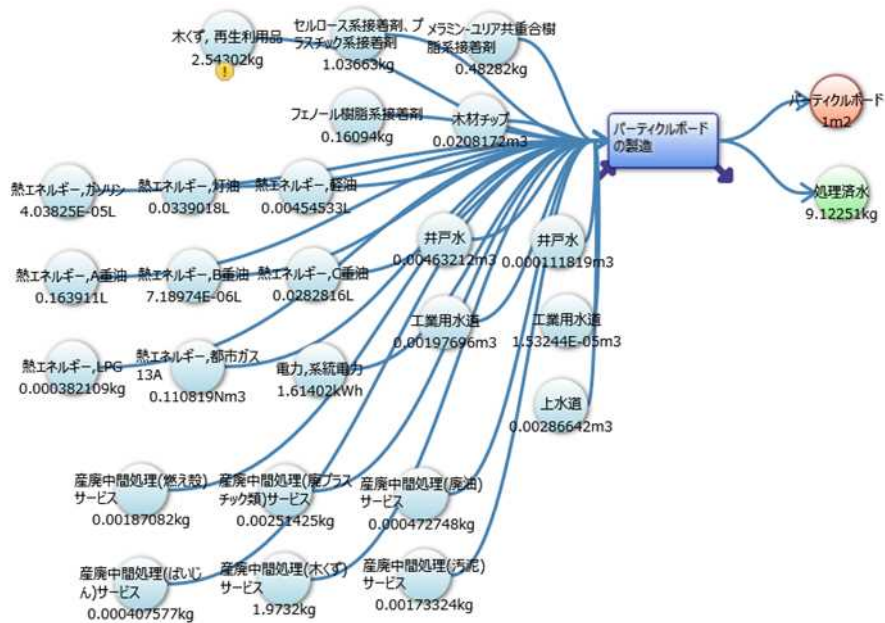 木くず, 再生利用品
2.54302kg
セルロース系接着剤、プ
ラスチック系接着剤
1.03663kg
メラミン-ユリア共重合樹
脂系接着剤
0.48282kg
フェノール樹脂系接着剤
0.16094kg
木材チップ
0.0208172m3
パーティクルボード
の製造
パーティクルボード
1m2
処理済水
9.12251kg
熱エネルギー,ガソリン
4.03825E-05L
熱エネルギー,灯油
0.0339018L
熱エネルギー,軽油
0.00454533L
井戸水
0.00463212m3
井戸水
0.000111819m3
熱エネルギー,A重油
0.163911L
熱エネルギー,B重油
7.18974E-06L
熱エネルギー,C重油
0.0282816L
工業用水道
0.00197696m3
工業用水道
1.53244E-05m3
熱エネルギー,LPG
0.000382109kg
熱エネルギー,都市ガス
13A
0.110819Nm3
電力,系統電力
1.61402kWh
上水道
0.00286642m3
産廃中間処理(燃え殻)
サービス
0.00187082kg
産廃中間処理(廃プラス
チック類)サービス
0.00251425kg
産廃中間処理(廃油)
サービス
0.000472748kg
産廃中間処理(ばいじ
ん)サービス
0.000407577kg
産廃中間処理(木くず)
サービス
1.9732kg
産廃中間処理(汚泥)
サービス
0.00173324kg